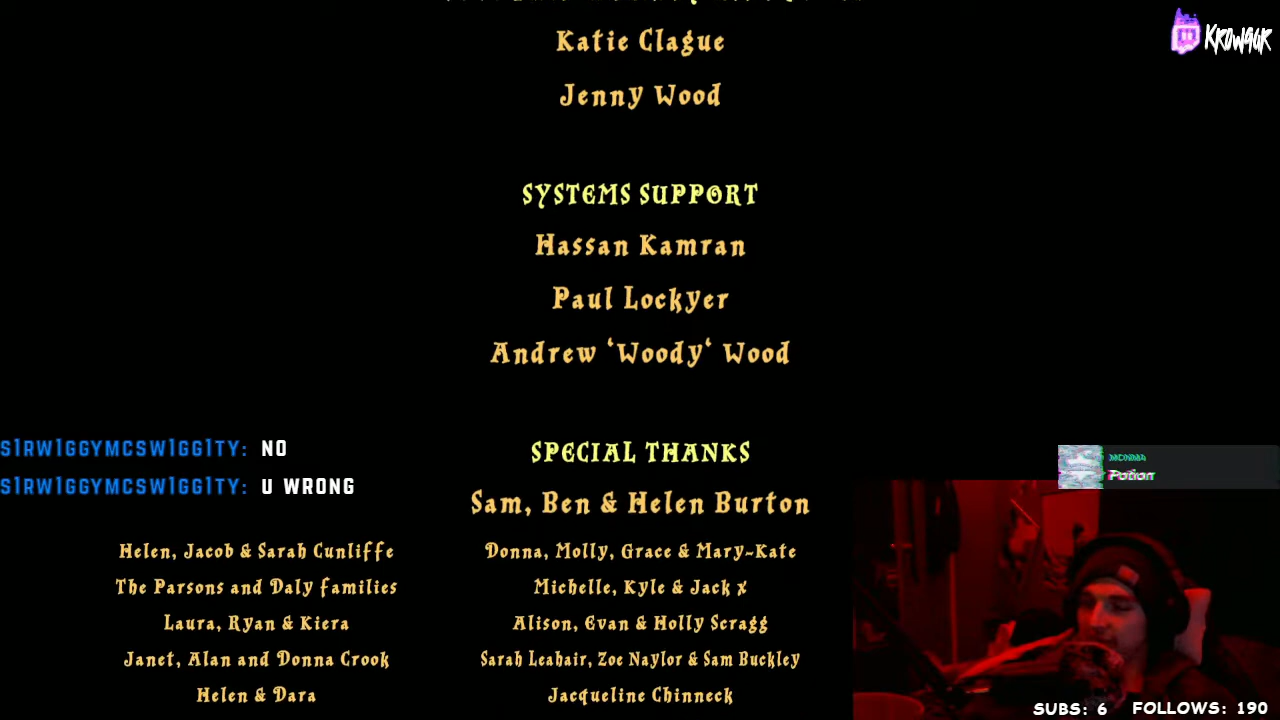 Katie Clague
Jenny Wood
KROW90R
SYSTEMS SUPPORT
Hassan Kamran
Paul Lockyer
Andrew ‘Woody‘ Wood
SPECIAL THANKS
S1RW1GGYMCSW1GG1TY: NO
S1RW1GGYMCSW1GG1TY: U WRONG
Potion
Sam, Ben & Helen Burton
Helen, Jacob & Sarah Cunliffe
Donna, Molly, Grace & Mary-Kate
The Parsons and Daly families
Michelle, Kyle & Jack x
Laura, Ryan & Kiera
Alison, Evan & Holly Scragg
Janet, Alan and Donna Crook
Sarah Leahair, Zoe Naylor & Sam Buckley
Helen & Dara
Jacqueline Chinneck
SUBS: 6 FOLLOWS: 190